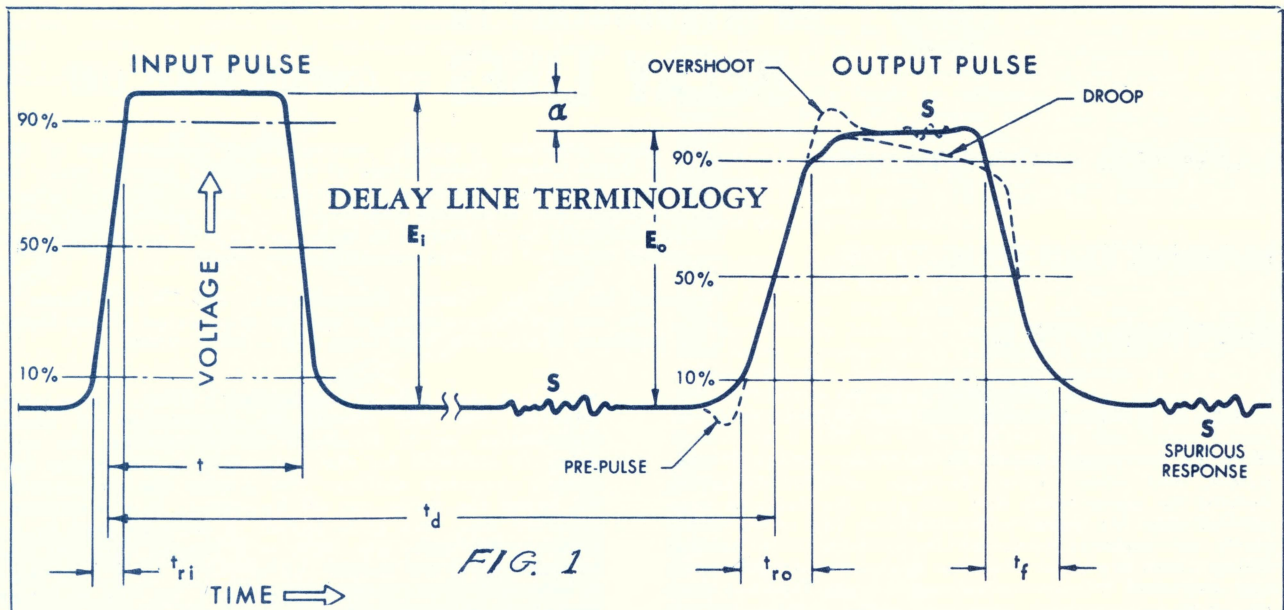 INPUT PULSE
OVERSHOOT
OUTPUT PULSE
DROOP
α
S
90%
90%
DELAY LINE TERMINOLOGY
VOLTAGE
Ei
Eo
50%
50%
10%
10%
S
S
SPURIOUS
RESPONSE
PRE-PULSE
t
td
FIG. 1
tri
tro
tf
TIME